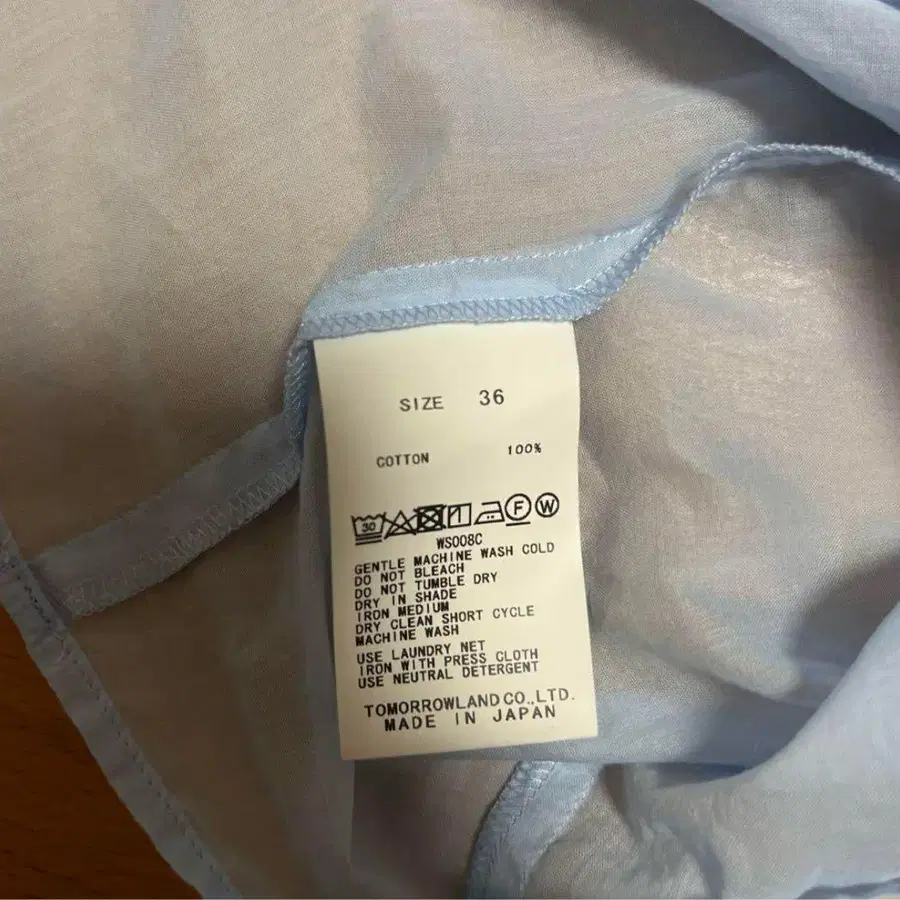 SIZE 36
COTTON 100%
30 F W
WS008C
GENTLE MACHINE WASH COLD
DO NOT BLEACH
DO NOT TUMBLE DRY
DRY IN SHADE
IRON MEDIUM
DRY CLEAN SHORT CYCLE
MACHINE WASH
USE LAUNDRY NET
IRON WITH PRESS CLOTH
USE NEUTRAL DETERGENT
TOMORROWLAND CO.,LTD.
MADE IN JAPAN